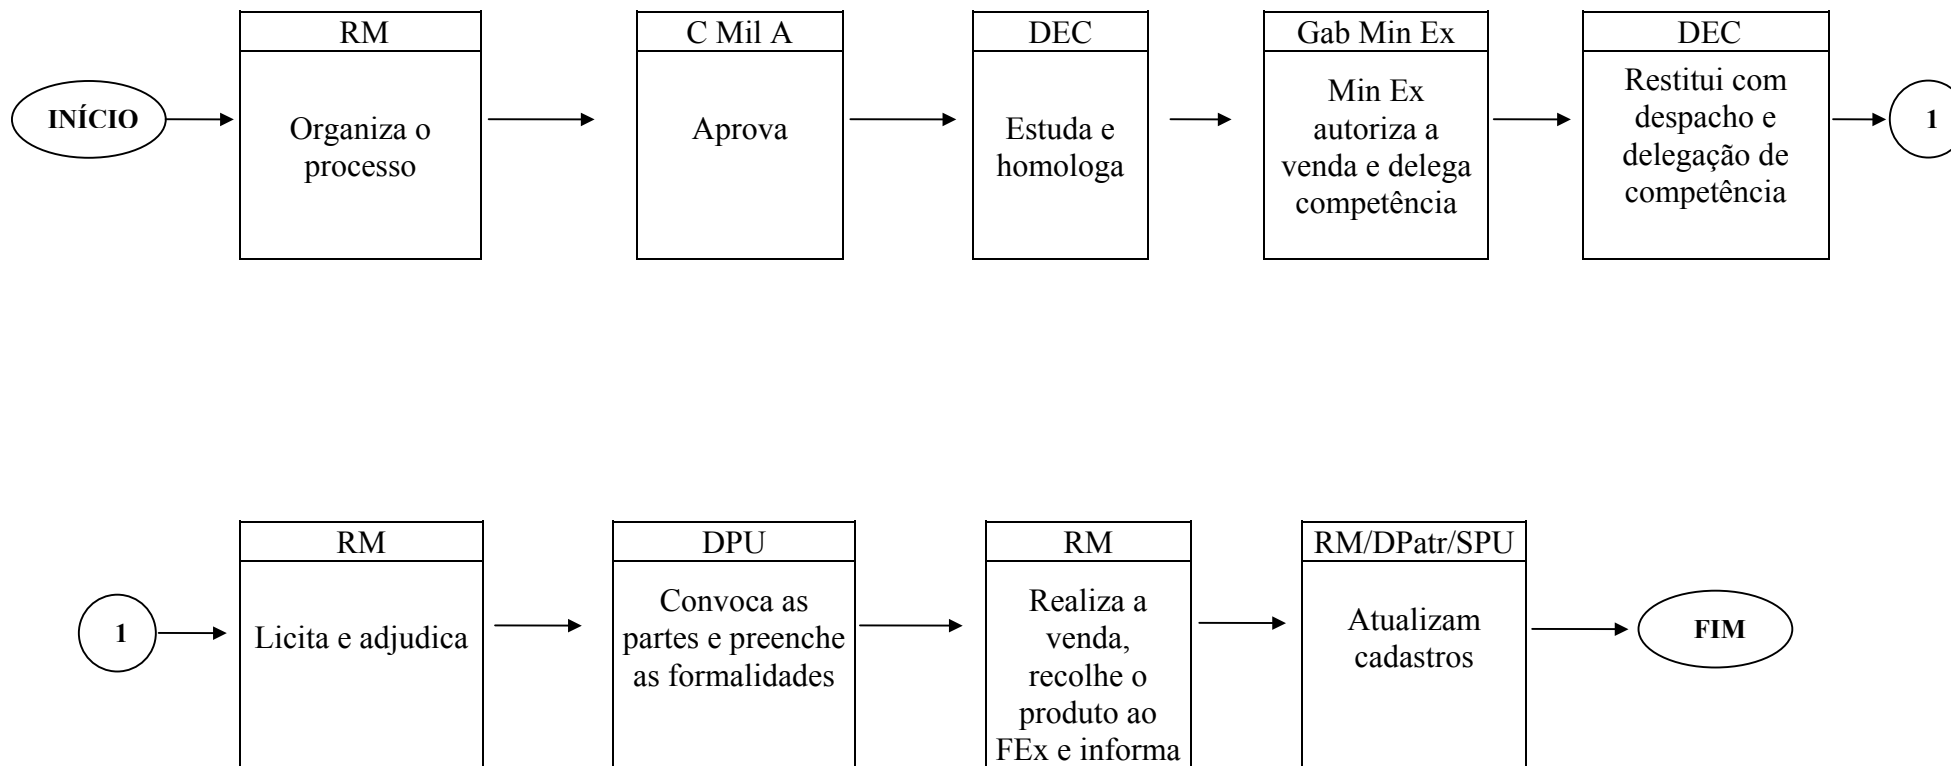 INÍCIO
RM
Organiza o
processo
C Mil A
Aprova
DEC
Estuda e
homologa
Gab Min Ex
Min Ex
autoriza a
venda e delega
competência
DEC
Restitui com
despacho e
delegação de
competência
1
1
RM
Licita e adjudica
DPU
Convoca as
partes e preenche
as formalidades
RM
Realiza a
venda,
recolhe o
produto ao
FEx e informa
RM/DPatr/SPU
Atualizam
cadastros
FIM